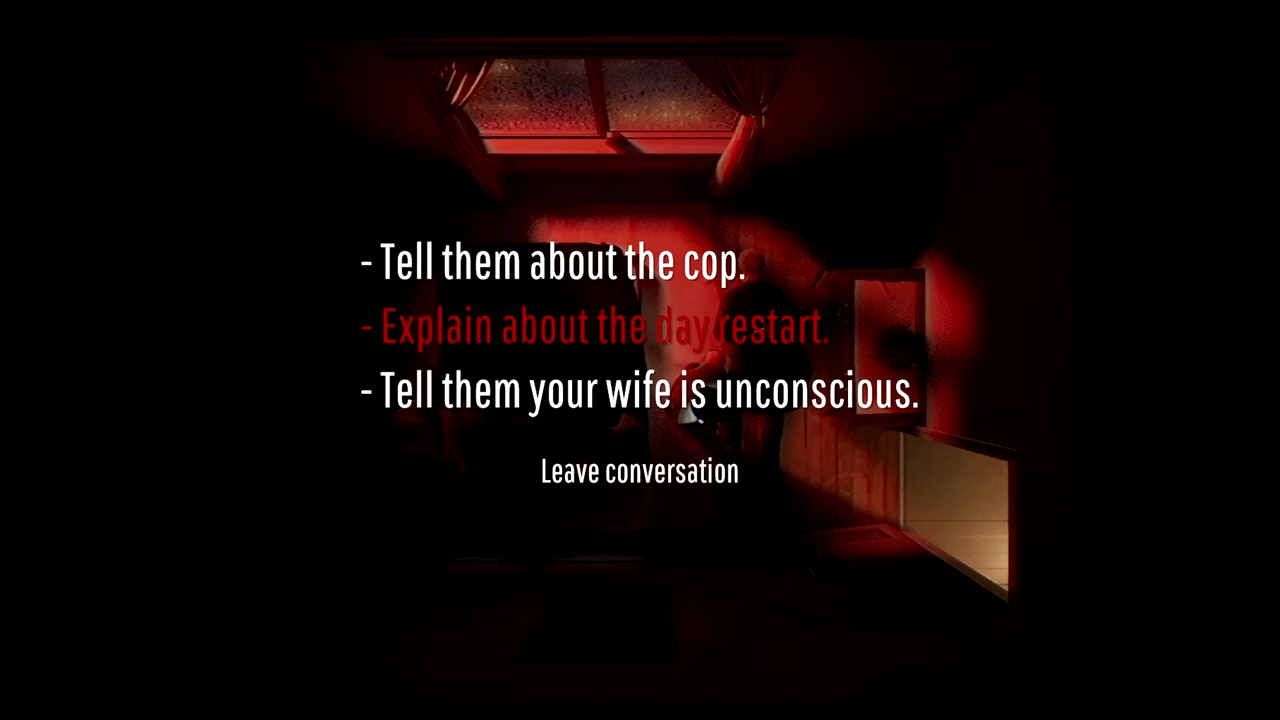 - Tell them about the cop.
- Explain about the day restart.
- Tell them your wife is unconscious.
Leave conversation